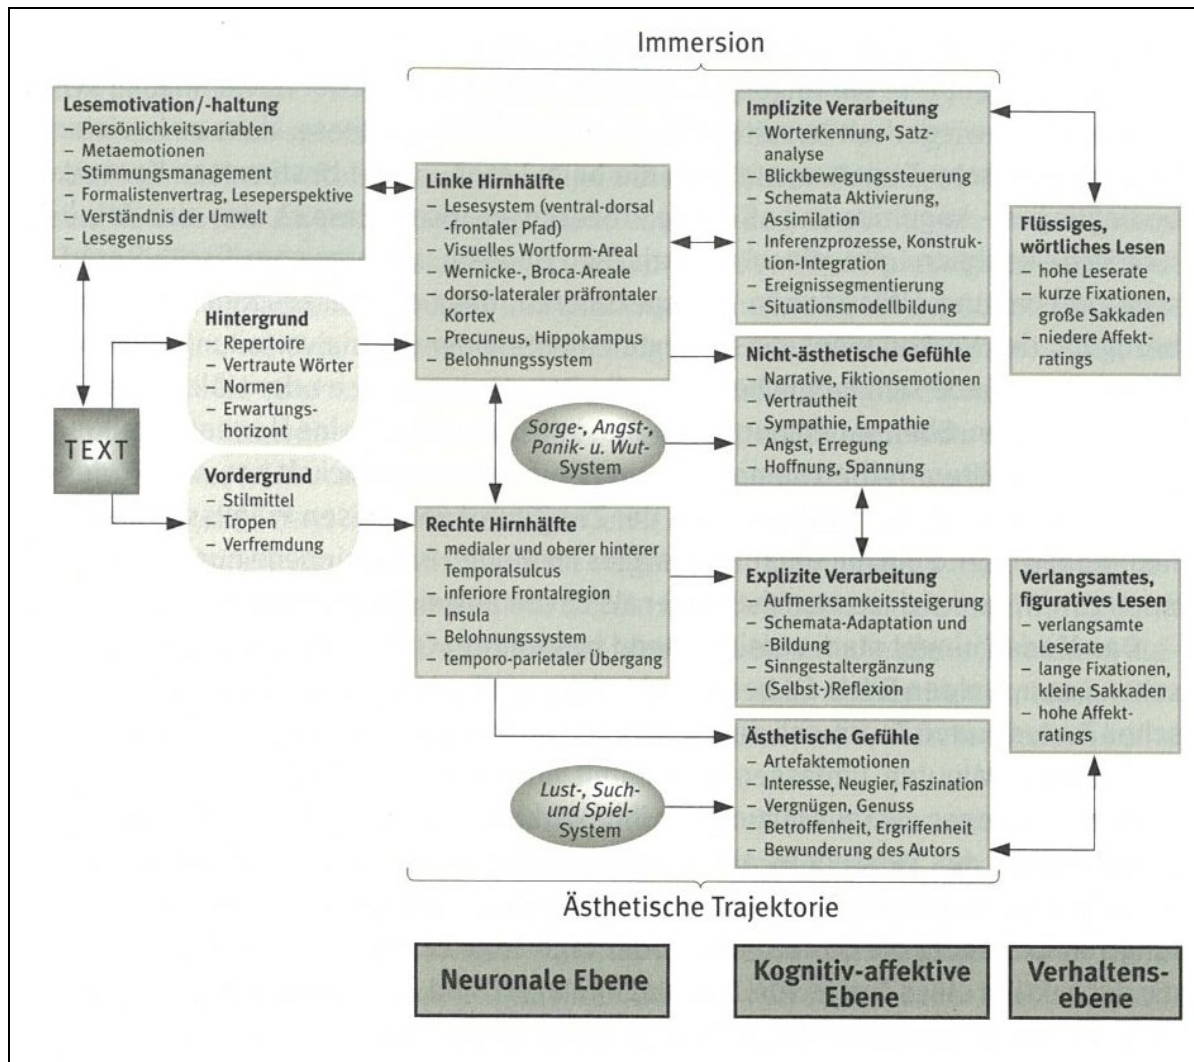 Immersion
Lesemotivation/-haltung
– Persönlichkeitsvariablen
– Metaemotionen
– Stimmungsmanagement
– Formalistenvertrag, Leseperspektive
– Verständnis der Umwelt
– Lesegenuss
Hintergrund
– Repertoire
– Vertraute Wörter
– Normen
– Erwartungs-
horizont
TEXT
Vordergrund
– Stilmittel
– Tropen
– Verfremdung
Linke Hirnhälfte
– Lesesystem (ventral-dorsal
-frontaler Pfad)
– Visuelles Wortform-Areal
– Wernicke-, Broca-Areale
– dorso-lateraler präfrontaler
Kortex
– Precuneus, Hippokampus
– Belohnungssystem
Sorge-, Angst-,
Panik- u. Wut-
System
Rechte Hirnhälfte
– medialer und oberer hinterer
Temporalsulcus
– inferiore Frontalregion
– Insula
– Belohnungssystem
– temporo-parietaler Übergang
Lust-, Such-
und Spiel-
System
Implizite Verarbeitung
– Worterkennung, Satz-
analyse
– Blickbewegungssteuerung
– Schemata Aktivierung,
Assimilation
– Inferenzprozesse, Konstruk-
tion-Integration
– Ereignissegmentierung
– Situationsmodellbildung
Nicht-ästhetische Gefühle
– Narrative, Fiktionsemotionen
– Vertrautheit
– Sympathie, Empathie
– Angst, Erregung
– Hoffnung, Spannung
Explizite Verarbeitung
– Aufmerksamkeitssteigerung
– Schemata-Adaptation und
-Bildung
– Sinngestaltergänzung
– (Selbst-)Reflexion
Ästhetische Gefühle
– Artefaktemotionen
– Interesse, Neugier, Faszination
– Vergnügen, Genuss
– Betroffenheit, Ergriffenheit
– Bewunderung des Autors
Flüssiges,
wörtliches Lesen
– hohe Leserate
– kurze Fixationen,
große Sakkaden
– niedere Affekt-
ratings
Verlangsamtes,
figuratives Lesen
– verlangsamte
Leserate
– lange Fixationen,
kleine Sakkaden
– hohe Affekt-
ratings
Ästhetische Trajektorie
Neuronale Ebene
Kognitiv-affektive
Ebene
Verhaltens-
ebene